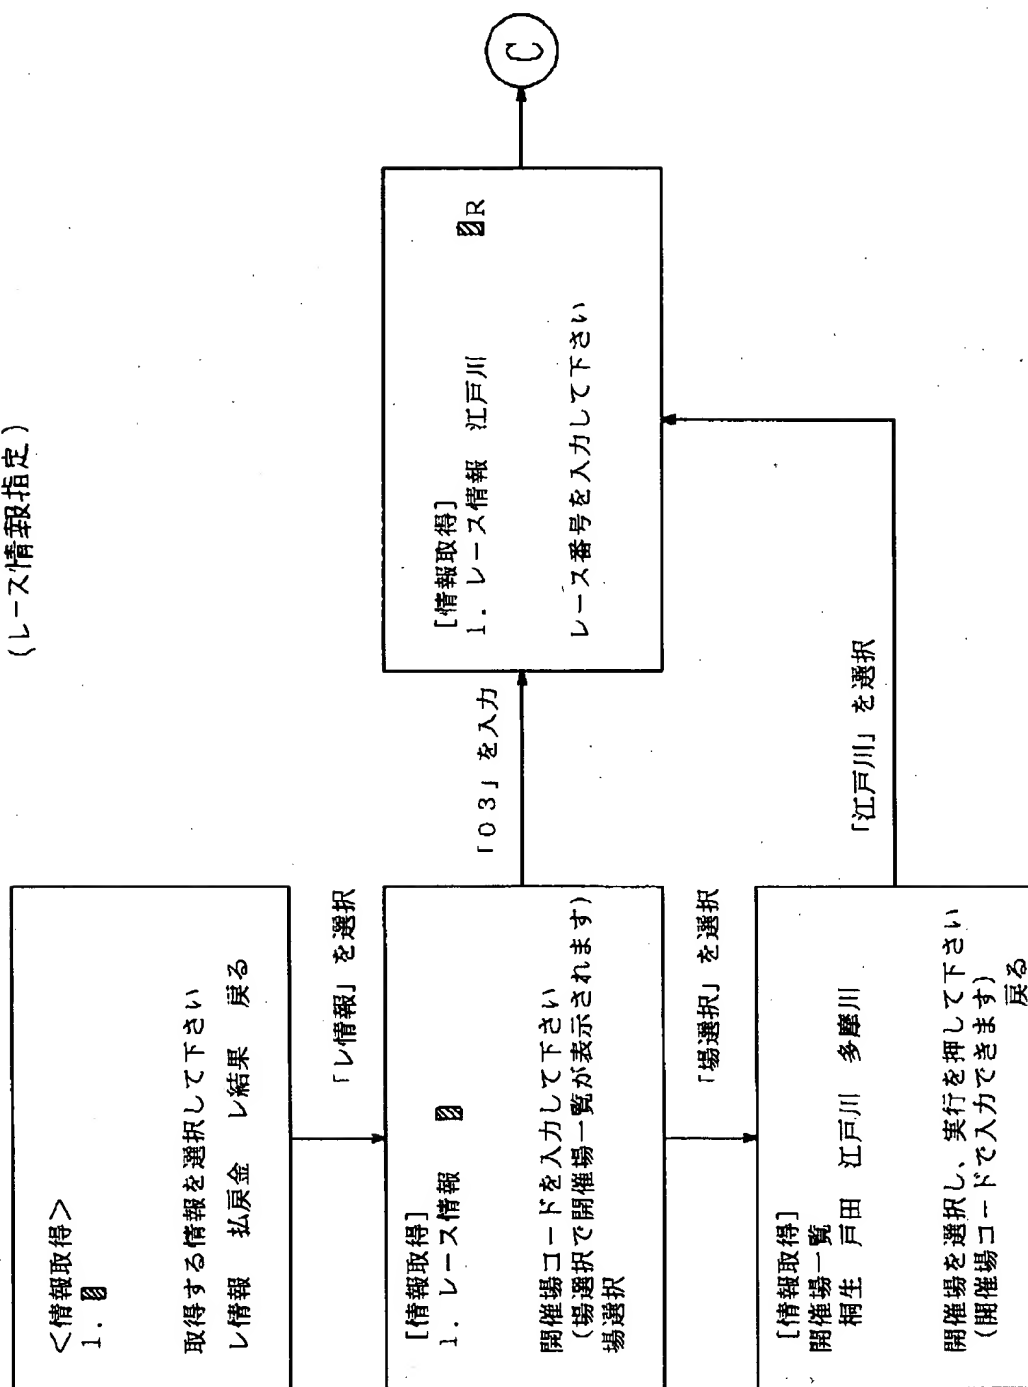 (レース情報指定)
<情報取得>
1.
取得する情報を選択して下さい
レ情報 払戻金 レ結果 戻る
「レ情報」を選択
[情報取得]
1. レース情報
開催場コードを入力して下さい
(場選択で開催場一覧が表示されます)
場選択
「03」を入力
[情報取得]
1. レース情報 江戸川 R
レース番号を入力して下さい
C
「場選択」を選択
[情報取得]
開催場一覧
桐生 戸田 江戸川 多摩川
開催場を選択し、実行を押して下さい
(開催場コードで入力できます)
戻る
「江戸川」を選択